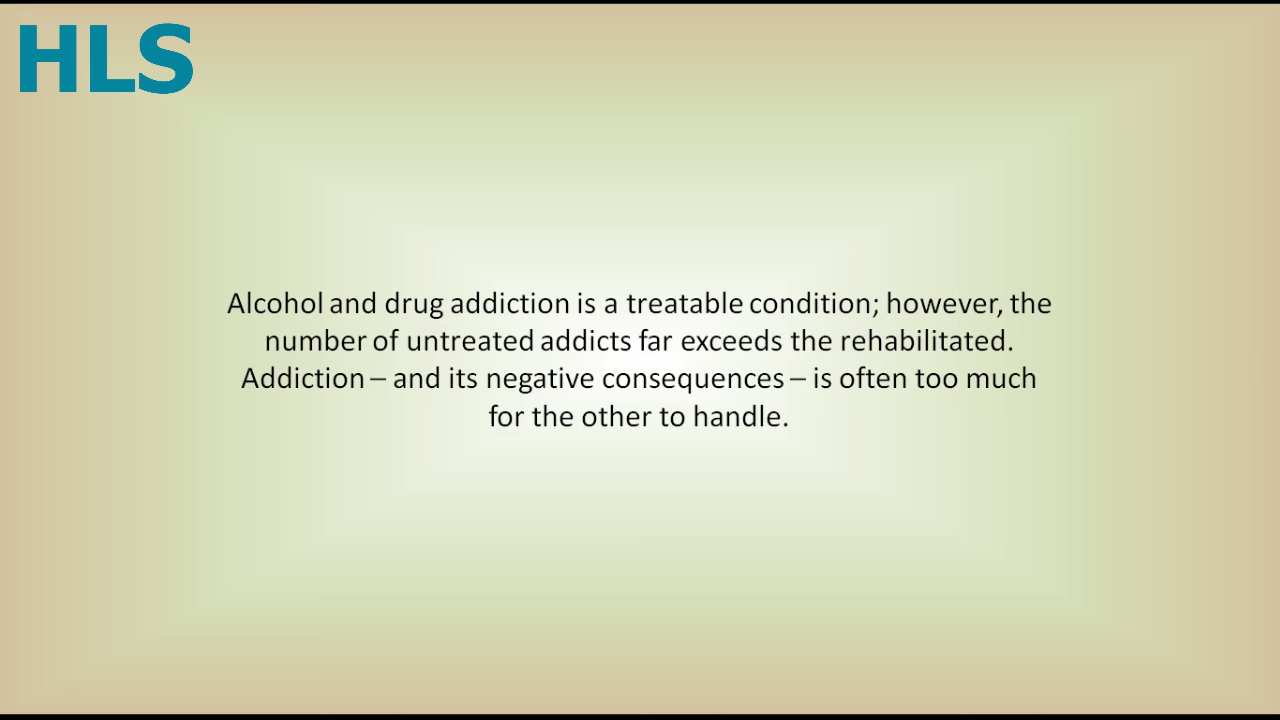 HLS
Alcohol and drug addiction is a treatable condition; however, the
number of untreated addicts far exceeds the rehabilitated.
Addiction – and its negative consequences – is often too much
for the other to handle.